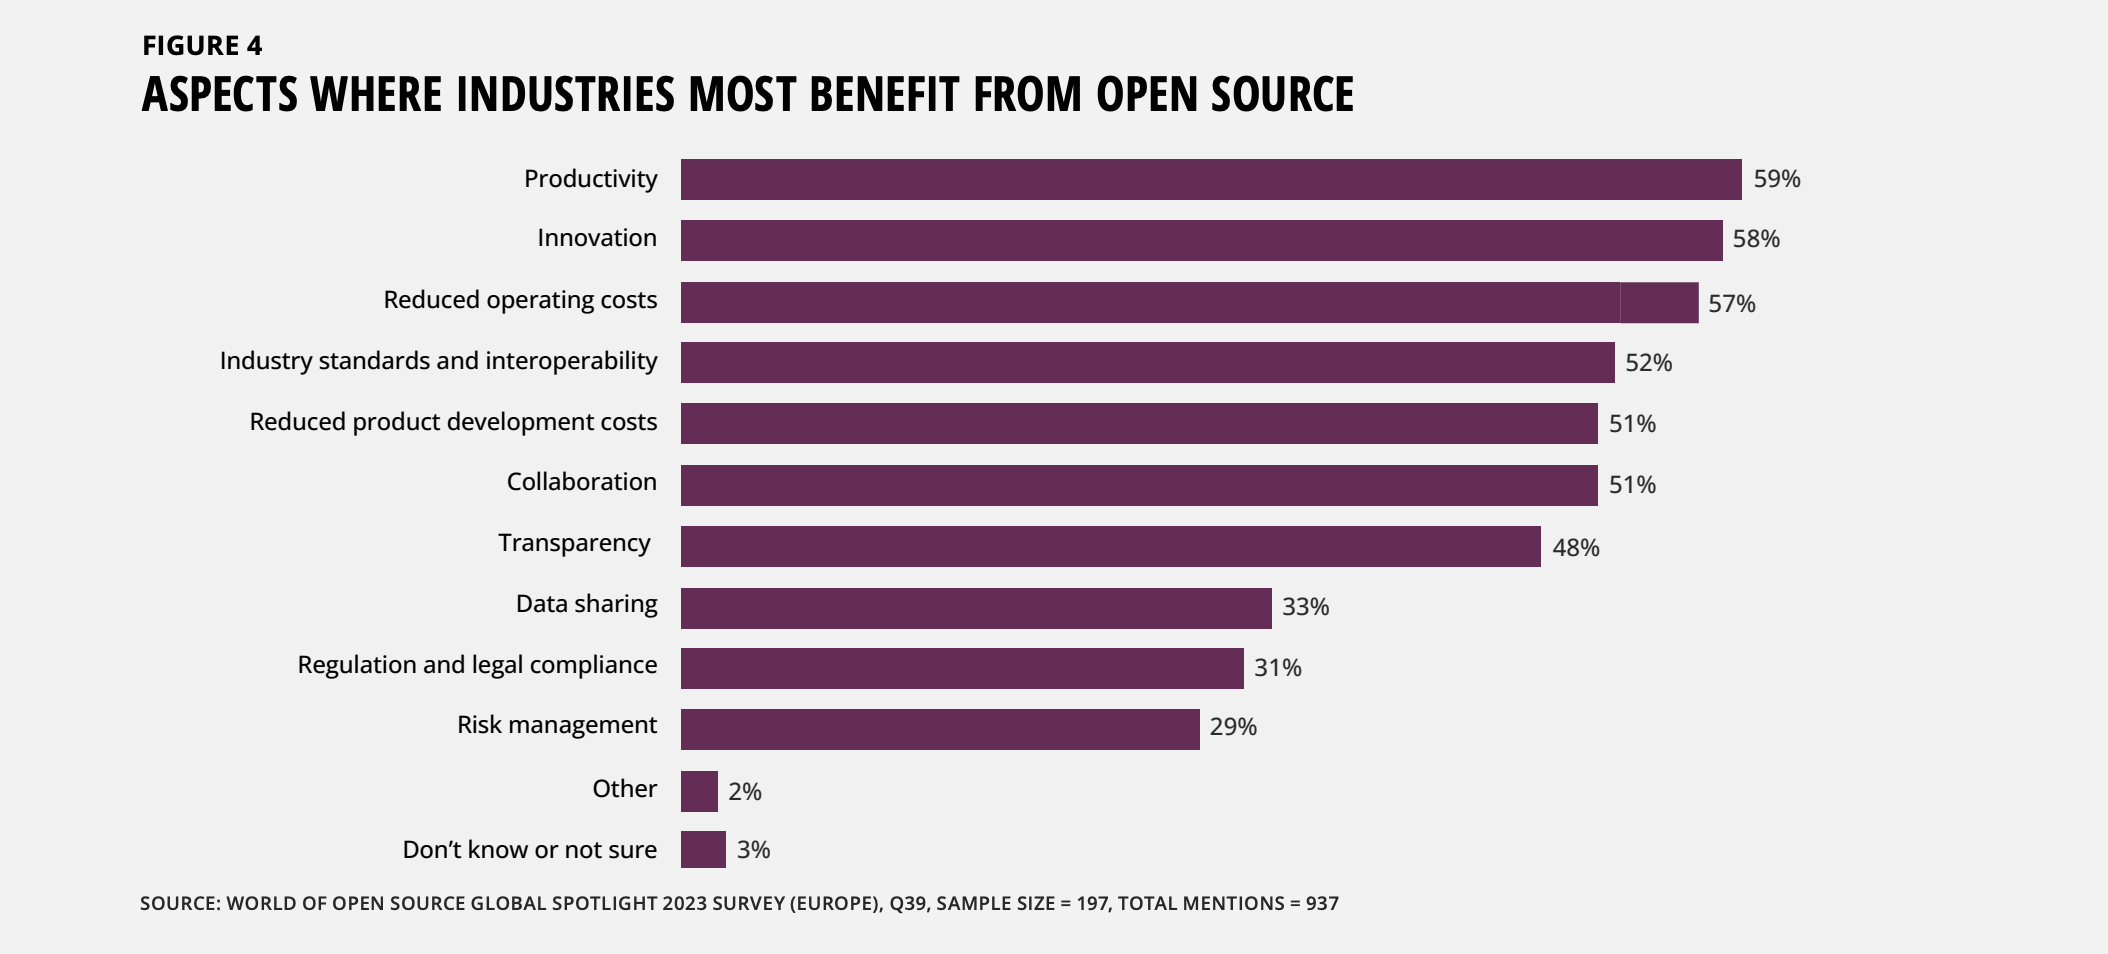 FIGURE 4
ASPECTS WHERE INDUSTRIES MOST BENEFIT FROM OPEN SOURCE
Productivity 59%
Innovation 58%
Reduced operating costs 57%
Industry standards and interoperability 52%
Reduced product development costs 51%
Collaboration 51%
Transparency 48%
Data sharing 33%
Regulation and legal compliance 31%
Risk management 29%
Other 2%
Don’t know or not sure 3%
SOURCE: WORLD OF OPEN SOURCE GLOBAL SPOTLIGHT 2023 SURVEY (EUROPE), Q39, SAMPLE SIZE = 197, TOTAL MENTIONS = 937